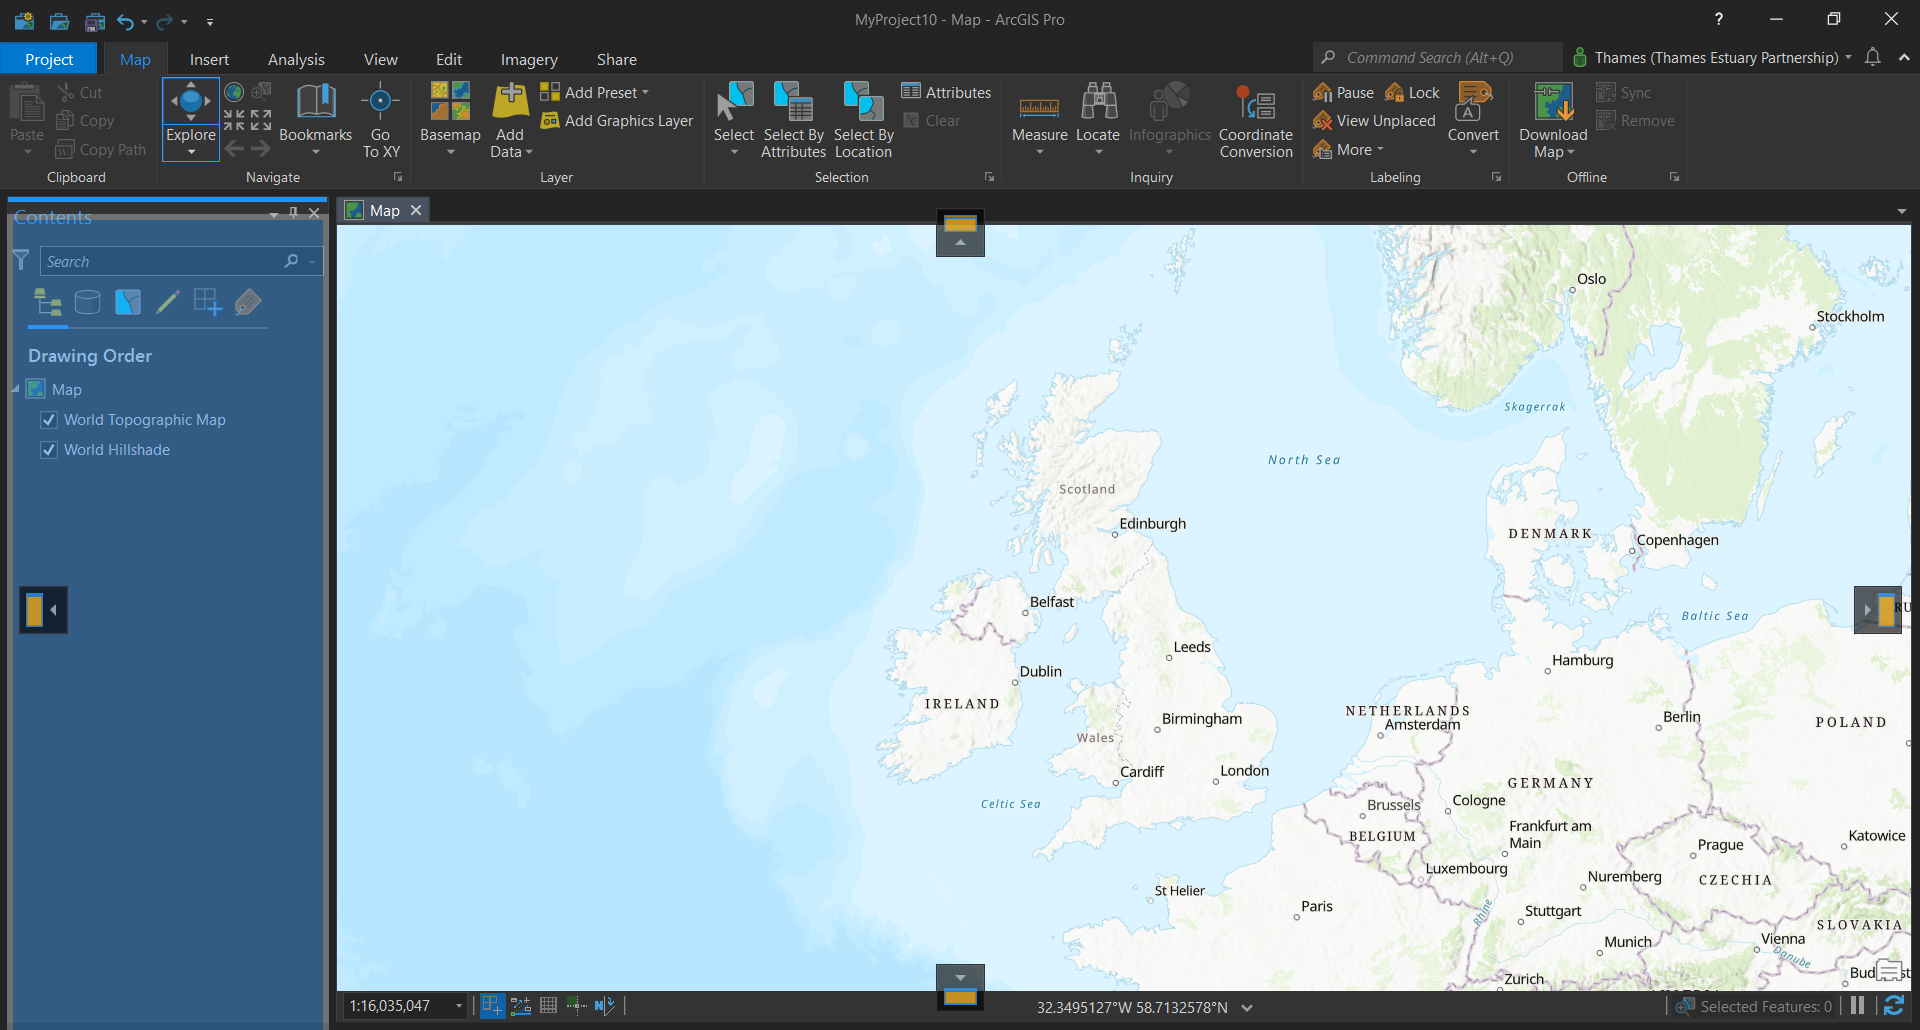 MyProject10 - Map - ArcGIS Pro
?
Project
Map
Insert
Analysis
View
Edit
Imagery
Share
Command Search (Alt+Q)
Thames (Thames Estuary Partnership)
Paste
Cut
Copy
Copy Path
Clipboard
Explore
Bookmarks
Go
To XY
Navigate
Basemap
Add
Data
Add Preset
Add Graphics Layer
Layer
Select
Select By
Attributes
Select By
Location
Attributes
Clear
Selection
Measure
Locate
Infographics
Coordinate
Conversion
Inquiry
Pause
Lock
View Unplaced
More
Convert
A
Labeling
Download
Map
Sync
Remove
Offline
Contents
Search
Drawing Order
Map
World Topographic Map
World Hillshade
Map
Oslo
Stockholm
Skagerrak
North Sea
Scotland
Edinburgh
DENMARK
Copenhagen
Belfast
Baltic Sea
RU
Leeds
Hamburg
Dublin
IRELAND
NETHERLANDS
Amsterdam
Birmingham
Berlin
POLAND
Wales
Cardiff
London
GERMANY
Celtic Sea
Brussels
Cologne
BELGIUM
Frankfurt am
Main
Prague
Katowice
Luxembourg
Nuremberg
CZECHIA
St Helier
Paris
Rhine
Stuttgart
SLOVAKIA
Munich
Vienna
Danube
Zurich
1:16,035,047
N
32.3495127°W 58.7132578°N
Selected Features: 0